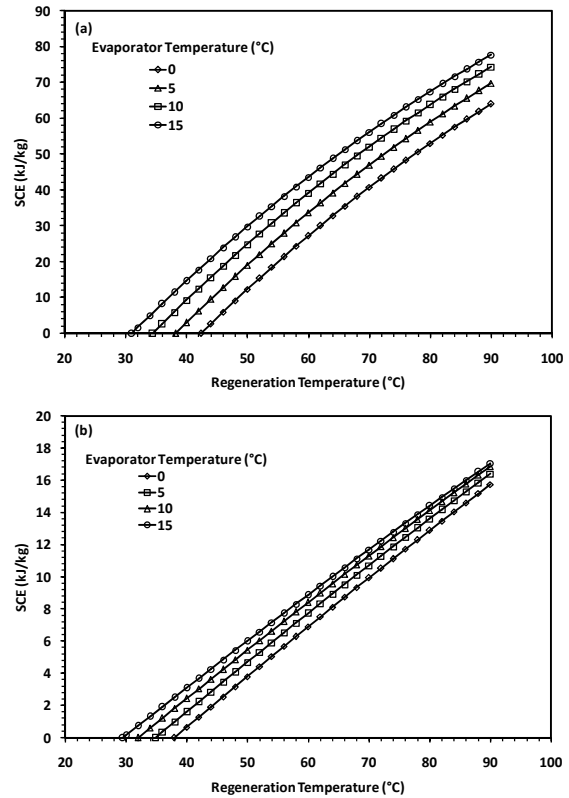 (a)
Evaporator Temperature (°C)
0
5
10
15
90
80
70
60
50
40
30
20
10
0
SCE (kJ/kg)
20 30 40 50 60 70 80 90 100
Regeneration Temperature (°C)
(b)
Evaporator Temperature (°C)
0
5
10
15
20
18
16
14
12
10
8
6
4
2
0
SCE (kJ/kg)
20 30 40 50 60 70 80 90 100
Regeneration Temperature (°C)